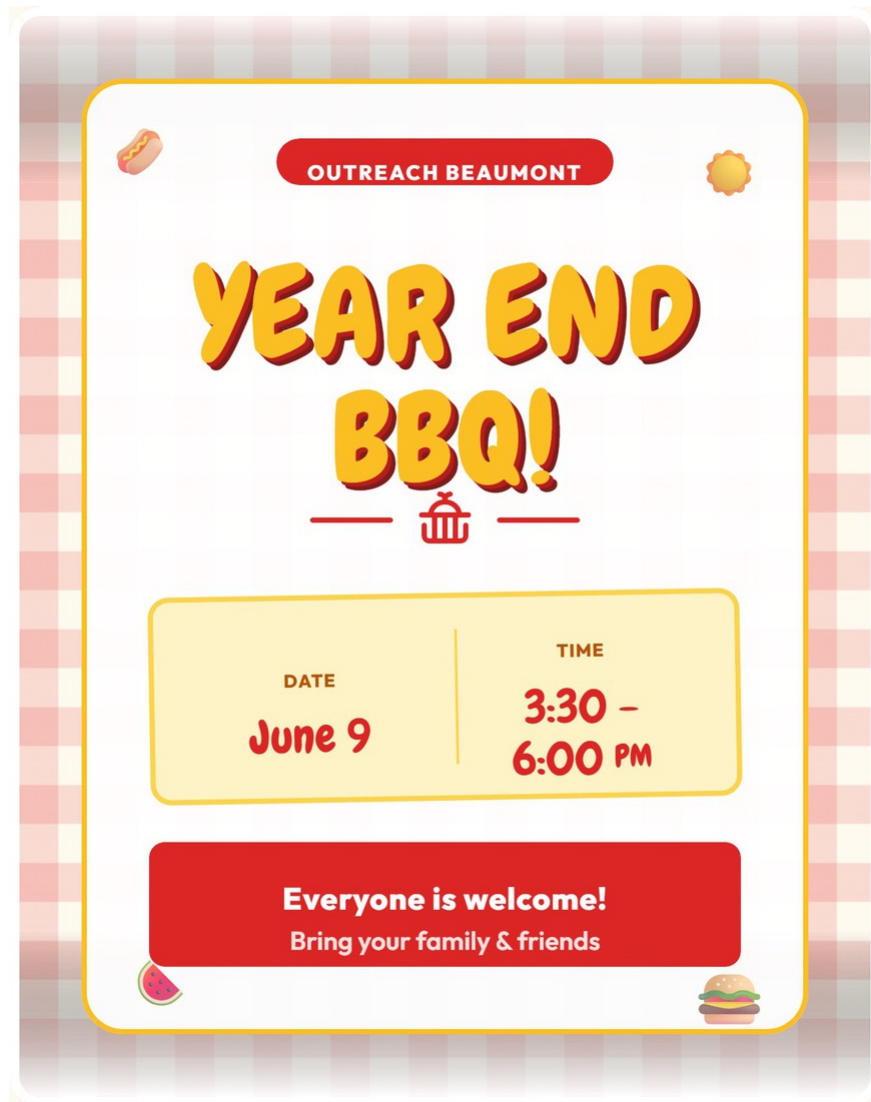 OUTREACH BEAUMONT
YEAR END
BBQ!
DATE
June 9
TIME
3:30 –
6:00 PM
Everyone is welcome!
Bring your family & friends